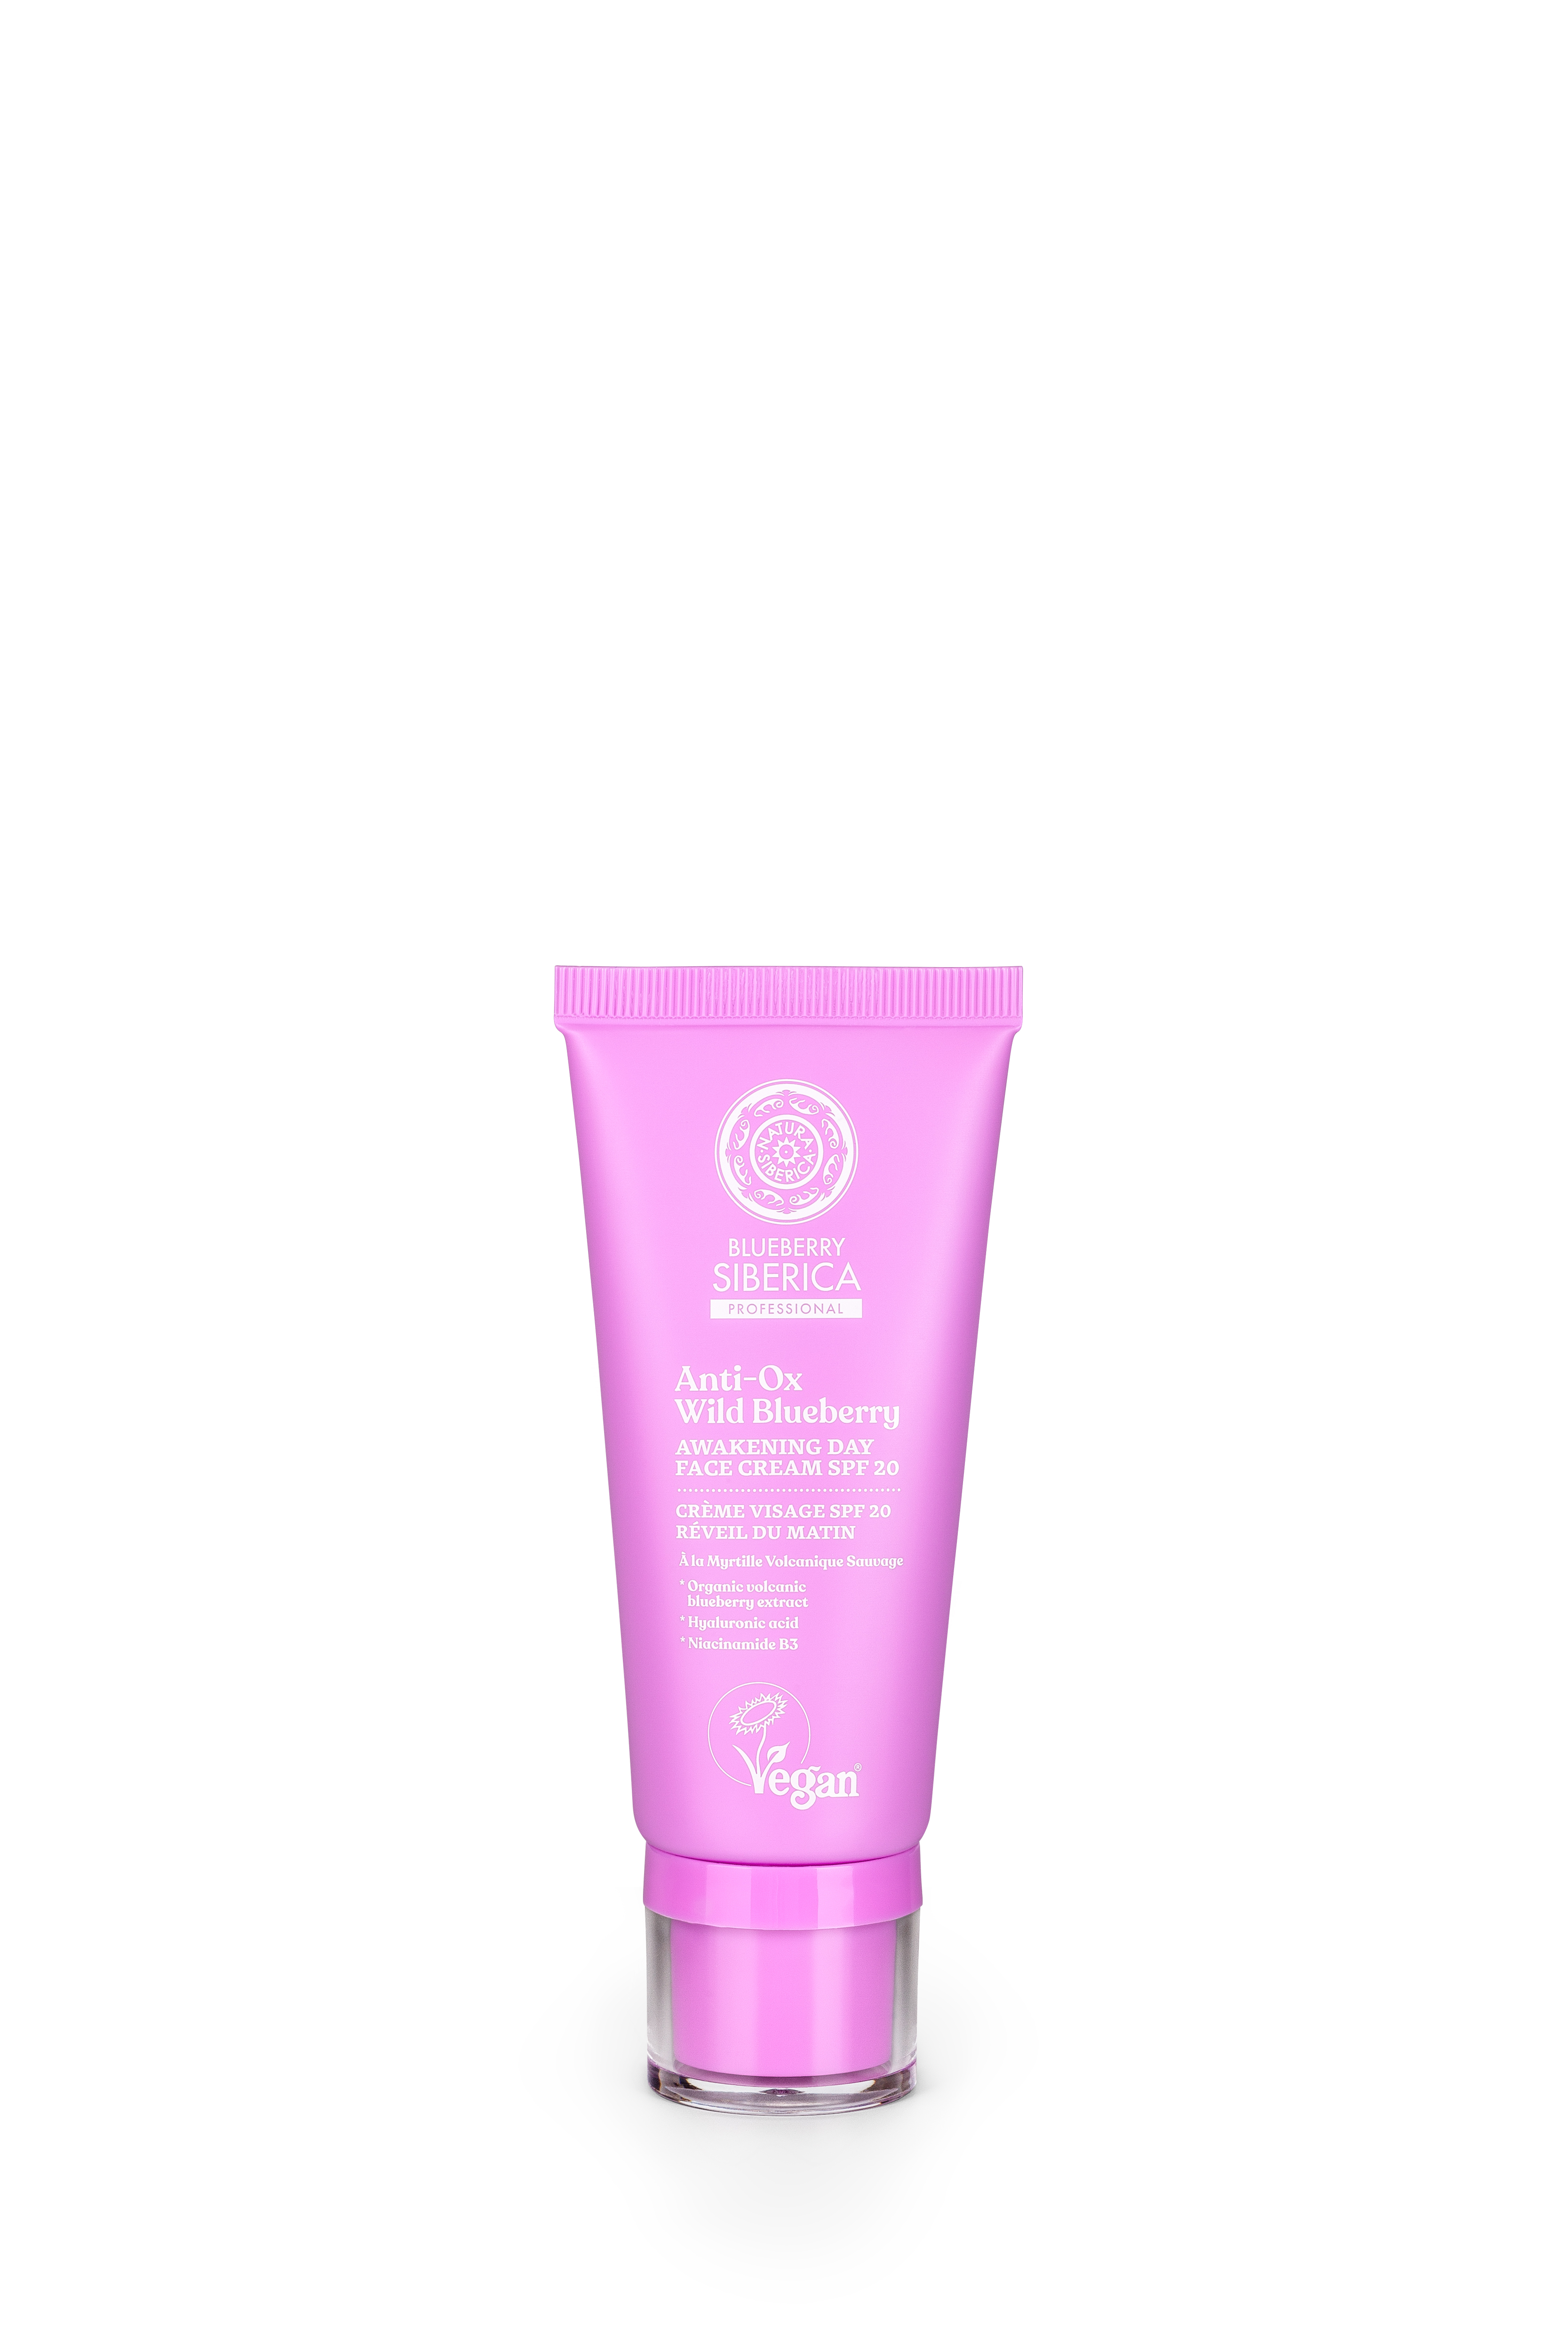 NATURA
SIBERICA
BLUEBERRY
SIBERICA
PROFESSIONAL
Anti-Ox
Wild Blueberry
AWAKENING DAY
FACE CREAM SPF 20
CRÈME VISAGE SPF 20
RÉVEIL DU MATIN
À la Myrtille Volcanique Sauvage
* Organic volcanic
blueberry extract
* Hyaluronic acid
* Niacinamide B3
Vegan®